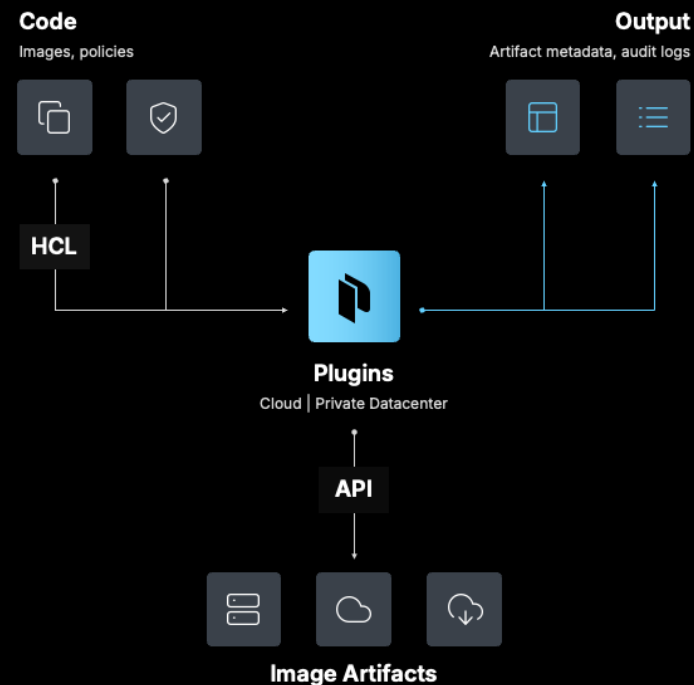 Code
Images, policies
Output
Artifact metadata, audit logs
HCL
Plugins
Cloud | Private Datacenter
API
Image Artifacts